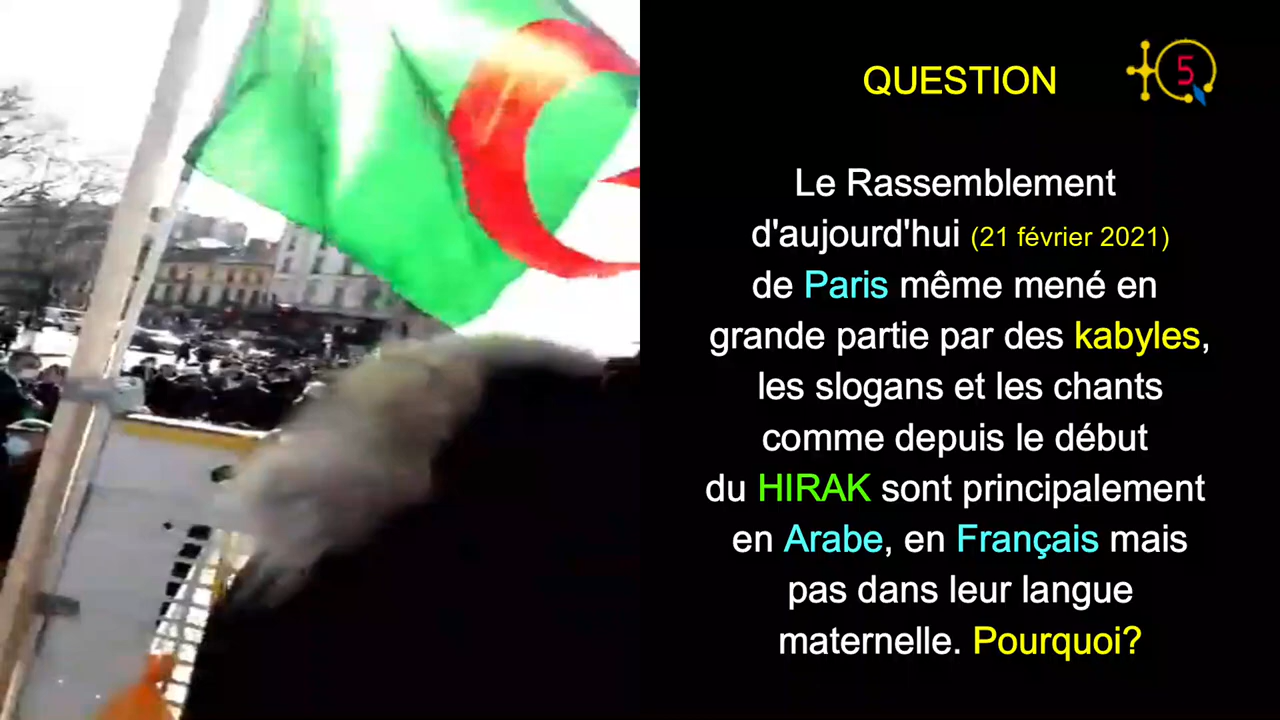 QUESTION
5
Le Rassemblement
d'aujourd'hui (21 février 2021)
de Paris même mené en
grande partie par des kabyles,
les slogans et les chants
comme depuis le début
du HIRAK sont principalement
en Arabe, en Français mais
pas dans leur langue
maternelle. Pourquoi?